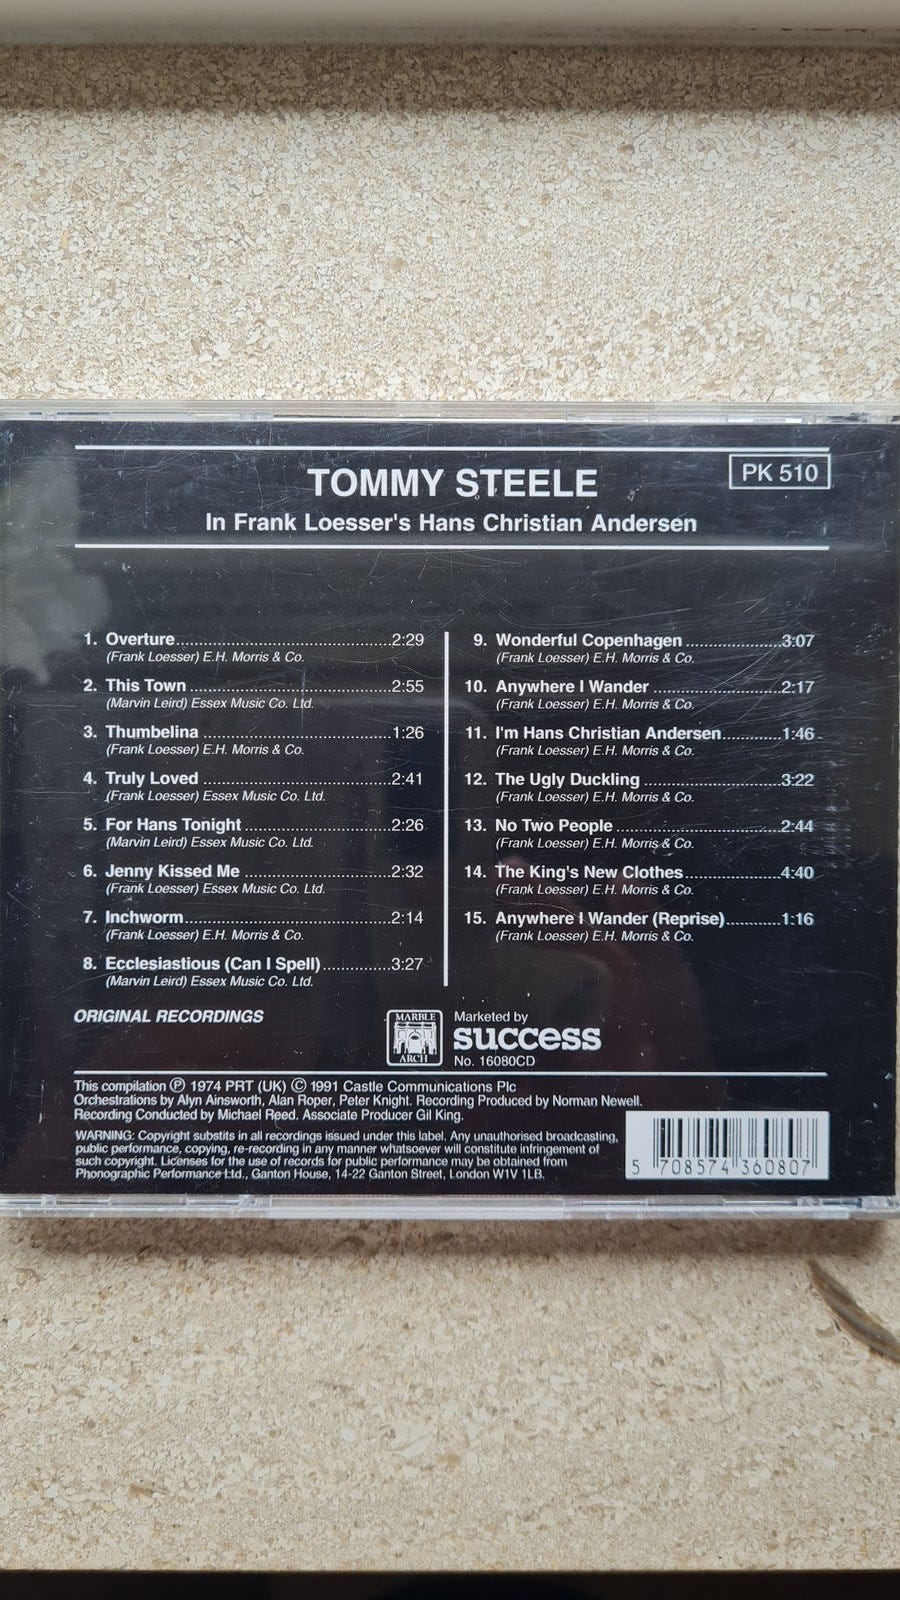 TOMMY STEELE
PK 510
In Frank Loesser's Hans Christian Andersen
1. Overture..........2:29
(Frank Loesser) E.H. Morris & Co.
2. This Town..........2:55
(Marvin Leird) Essex Music Co. Ltd.
3. Thumbelina..........1:26
(Frank Loesser) E.H. Morris & Co.
4. Truly Loved..........2:41
(Frank Loesser) Essex Music Co. Ltd.
5. For Hans Tonight..........2:26
(Marvin Leird) Essex Music Co. Ltd.
6. Jenny Kissed Me..........2:32
(Frank Loesser) Essex Music Co. Ltd.
7. Inchworm..........2:14
(Frank Loesser) E.H. Morris & Co.
8. Ecclesiastious (Can I Spell)..........3:27
(Marvin Leird) Essex Music Co. Ltd.
9. Wonderful Copenhagen..........3:07
(Frank Loesser) E.H. Morris & Co.
10. Anywhere I Wander..........2:17
(Frank Loesser) E.H. Morris & Co.
11. I'm Hans Christian Andersen..........1:46
(Frank Loesser) E.H. Morris & Co.
12. The Ugly Duckling..........3:22
(Frank Loesser) E.H. Morris & Co.
13. No Two People..........2:44
(Frank Loesser) E.H. Morris & Co.
14. The King's New Clothes..........4:40
(Frank Loesser) E.H. Morris & Co.
15. Anywhere I Wander (Reprise)..........1:16
(Frank Loesser) E.H. Morris & Co.
ORIGINAL RECORDINGS
MARBLE
ARCH
Marketed by
success
No. 16080CD
This compilation ℗ 1974 PRT (UK) © 1991 Castle Communications Plc
Orchestrations by Alyn Ainsworth, Alan Roper, Peter Knight. Recording Produced by Norman Newell.
Recording Conducted by Michael Reed. Associate Producer Gil King.
WARNING: Copyright substits in all recordings issued under this label. Any unauthorised broadcasting,
public performance, copying, re-recording in any manner whatsoever will constitute infringement of
such copyright. Licenses for the use of records for public performance may be obtained from
Phonographic Performance Ltd., Ganton House, 14-22 Ganton Street, London W1V 1LB.
5 708574 360807